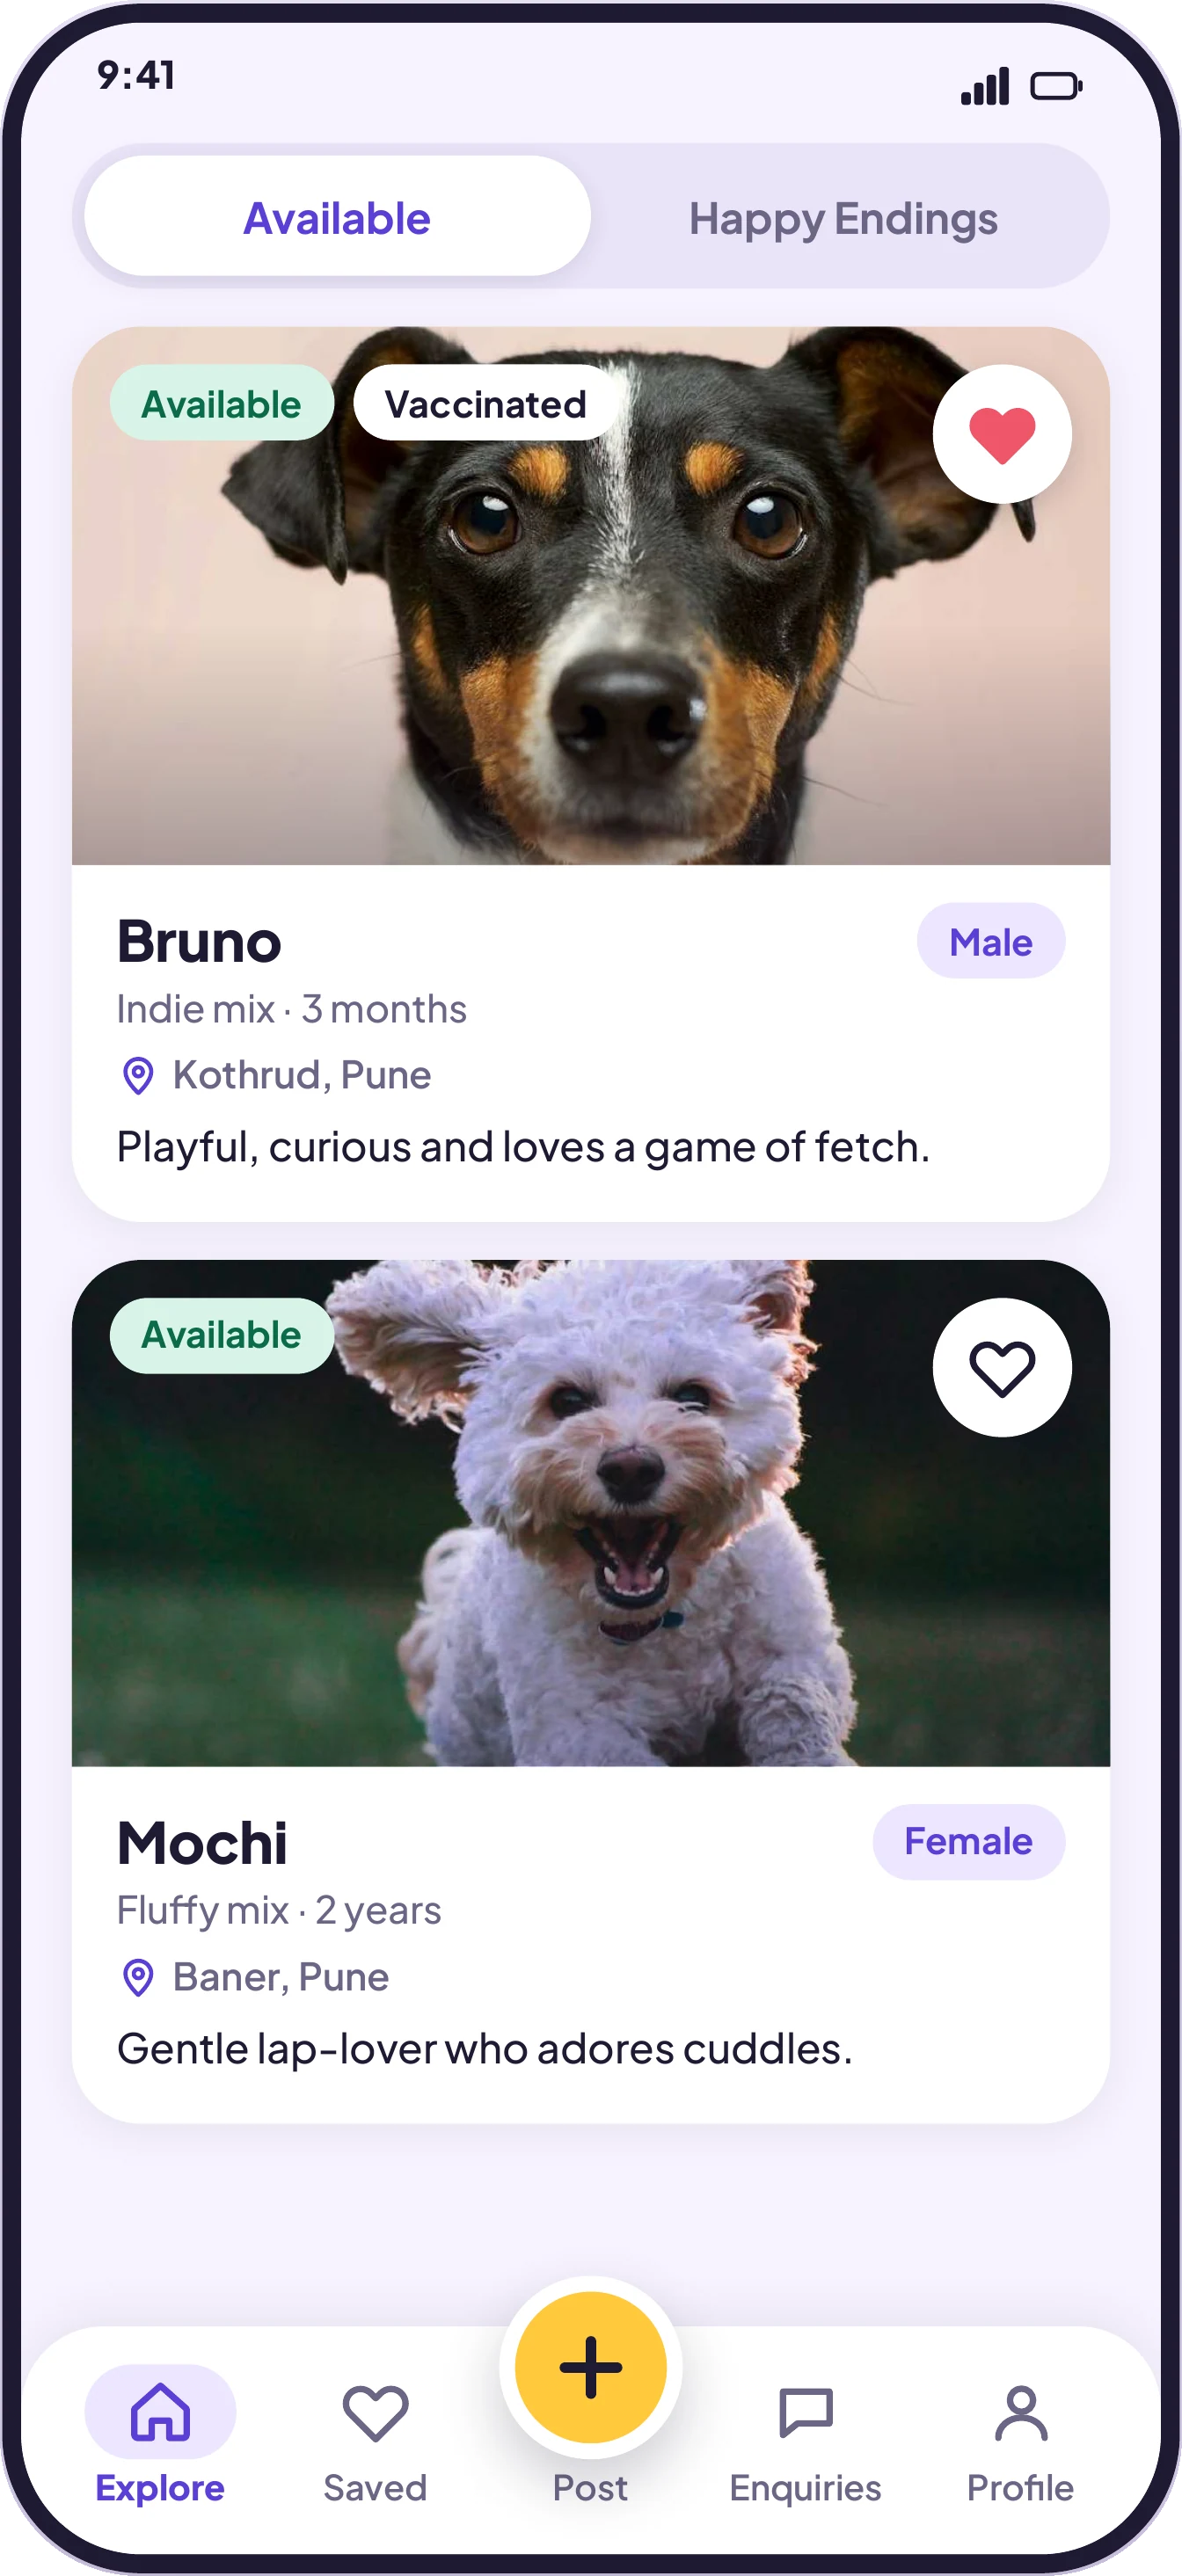 9:41
Available
Happy Endings
Available
Vaccinated
Bruno
Male
Indie mix · 3 months
Kothrud, Pune
Playful, curious and loves a game of fetch.
Available
Mochi
Female
Fluffy mix · 2 years
Baner, Pune
Gentle lap-lover who adores cuddles.
Explore
Saved
Post
Enquiries
Profile